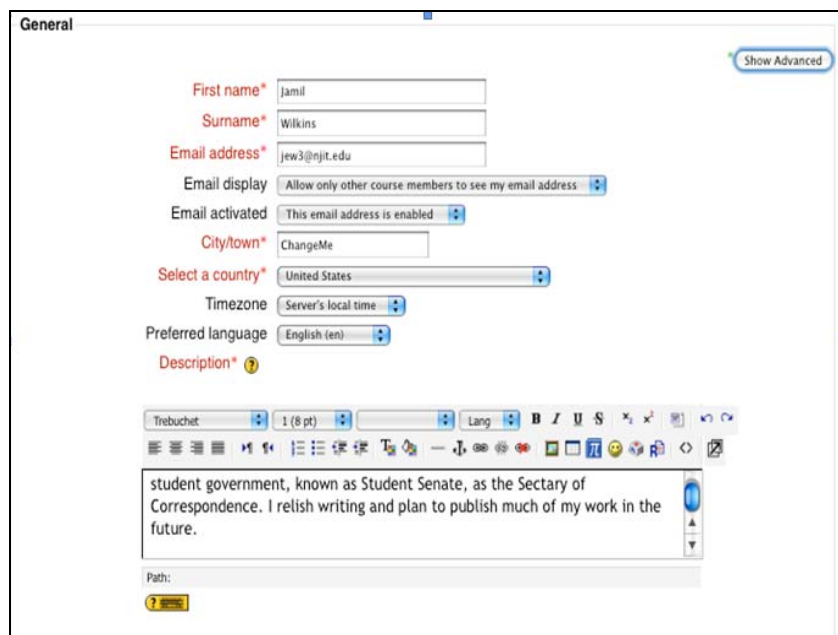 General
Show Advanced
First name* Jamil
Surname* Wilkins
Email address* jew3@njit.edu
Email display Allow only other course members to see my email address
Email activated This email address is enabled
City/town* ChangeMe
Select a country* United States
Timezone Server's local time
Preferred language English (en)
Description* ?
Trebuchet 1 (8 pt) Lang B I U S x₂ x²
student government, known as Student Senate, as the Sectary of
Correspondence. I relish writing and plan to publish much of my work in the
future.
Path:
?